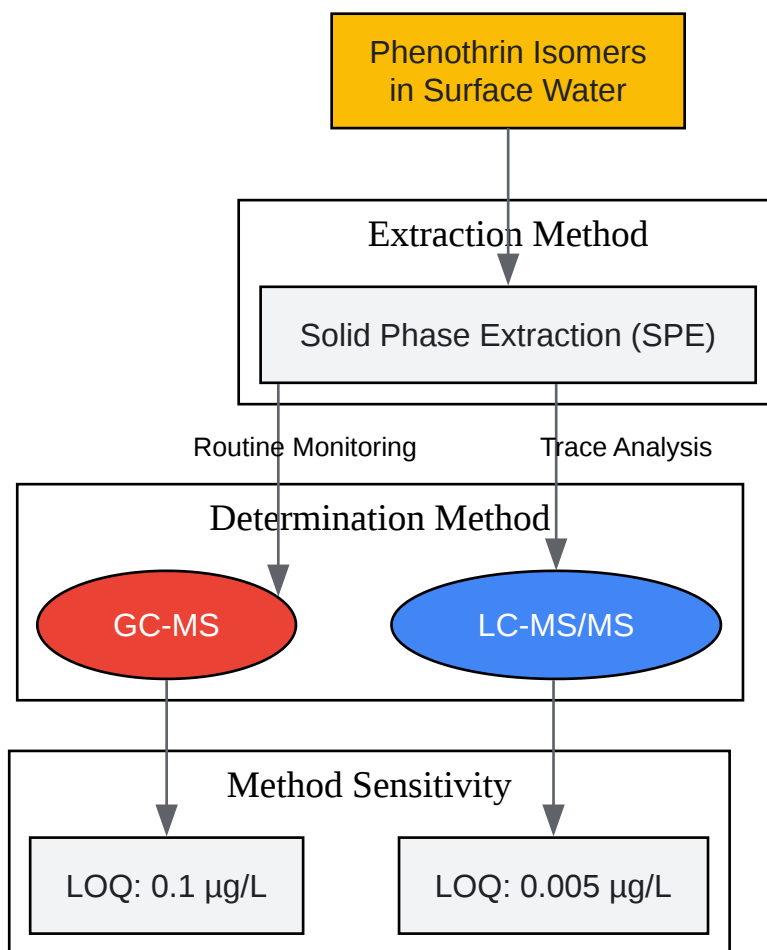 Phenothrin Isomers
in Surface Water
Extraction Method
Solid Phase Extraction (SPE)
Routine Monitoring
Trace Analysis
Determination Method
GC-MS
LC-MS/MS
Method Sensitivity
LOQ: 0.1 µg/L
LOQ: 0.005 µg/L